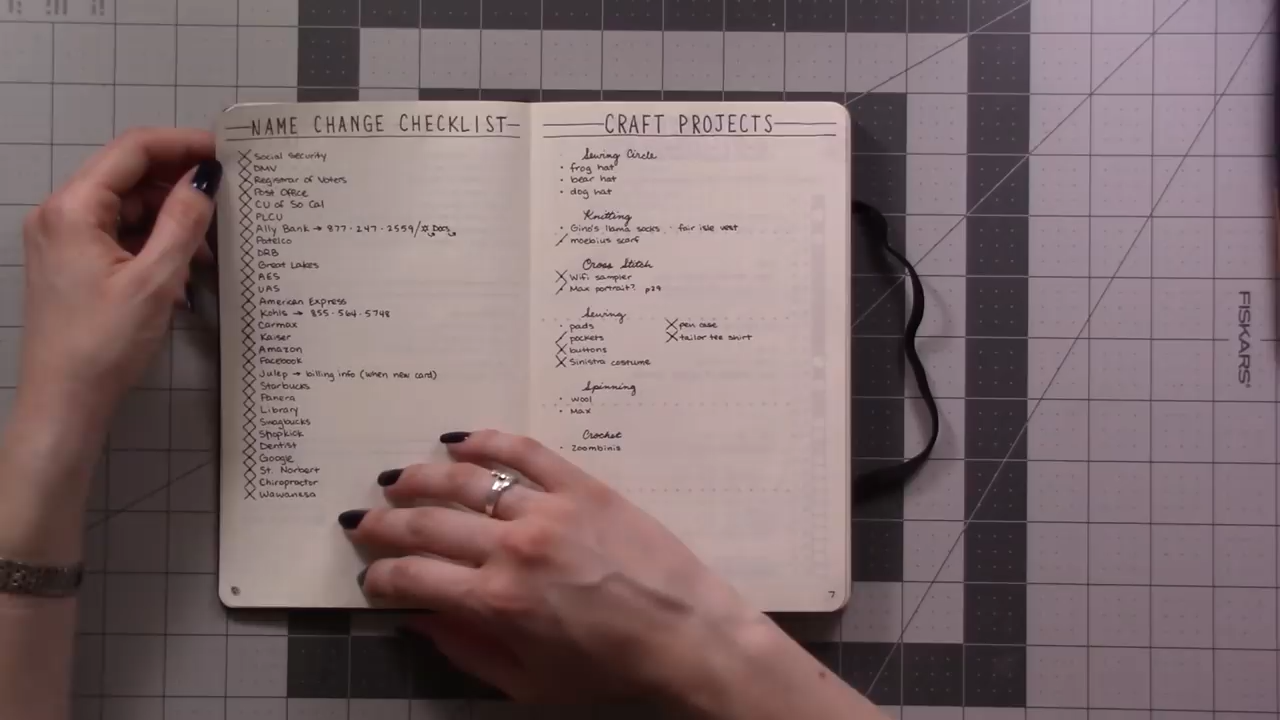 NAME CHANGE CHECKLIST
Social Security
DMV
Registrar of Voters
Post Office
CU of So Cal
PLCU
Ally Bank → 877·247·2559/ Docs
Patelco
DRB
Great Lakes
AES
UAS
American Express
Kohls → 855·564·5748
Carmax
Kaiser
Amazon
Facebook
Julep → billing info (when new card)
Starbucks
Panera
Library
Swagbucks
Shopkick
Dentist
Google
St. Norbert
Chiropractor
Wawanesa
CRAFT PROJECTS
Sewing Circle
· frog hat
· bear hat
· dog hat
Knitting
· Gino's llama socks · fair isle vest
moebius scarf
Cross Stitch
Wifi sampler
Max portrait? p29
Sewing
· pads
pen case
pockets
tailor tee shirt
buttons
Sinistra costume
Spinning
· wool
· Max
Crochet
· Zoombinis
7
FISKARS